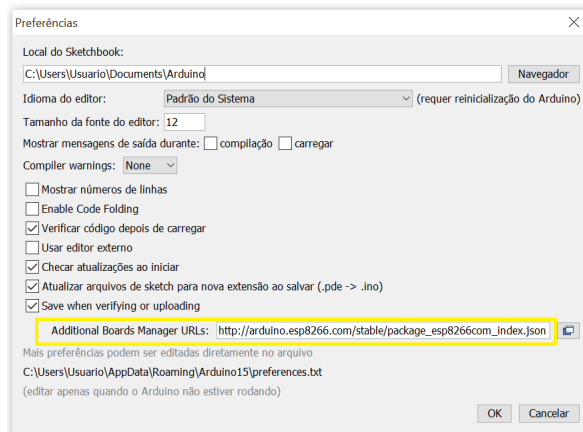 Preferências
Local do Sketchbook:
C:\Users\Usuario\Documents\Arduino
Navegador
Idioma do editor: Padrão do Sistema (requer reinicialização do Arduino)
Tamanho da fonte do editor: 12
Mostrar mensagens de saída durante: compilação carregar
Compiler warnings: None
Mostrar números de linhas
Enable Code Folding
Verificar código depois de carregar
Usar editor externo
Checar atualizações ao iniciar
Atualizar arquivos de sketch para nova extensão ao salvar (.pde -> .ino)
Save when verifying or uploading
Additional Boards Manager URLs: http://arduino.esp8266.com/stable/package_esp8266com_index.json
Mais preferências podem ser editadas diretamente no arquivo
C:\Users\Usuario\AppData\Roaming\Arduino15\preferences.txt
(editar apenas quando o Arduino não estiver rodando)
OK Cancelar